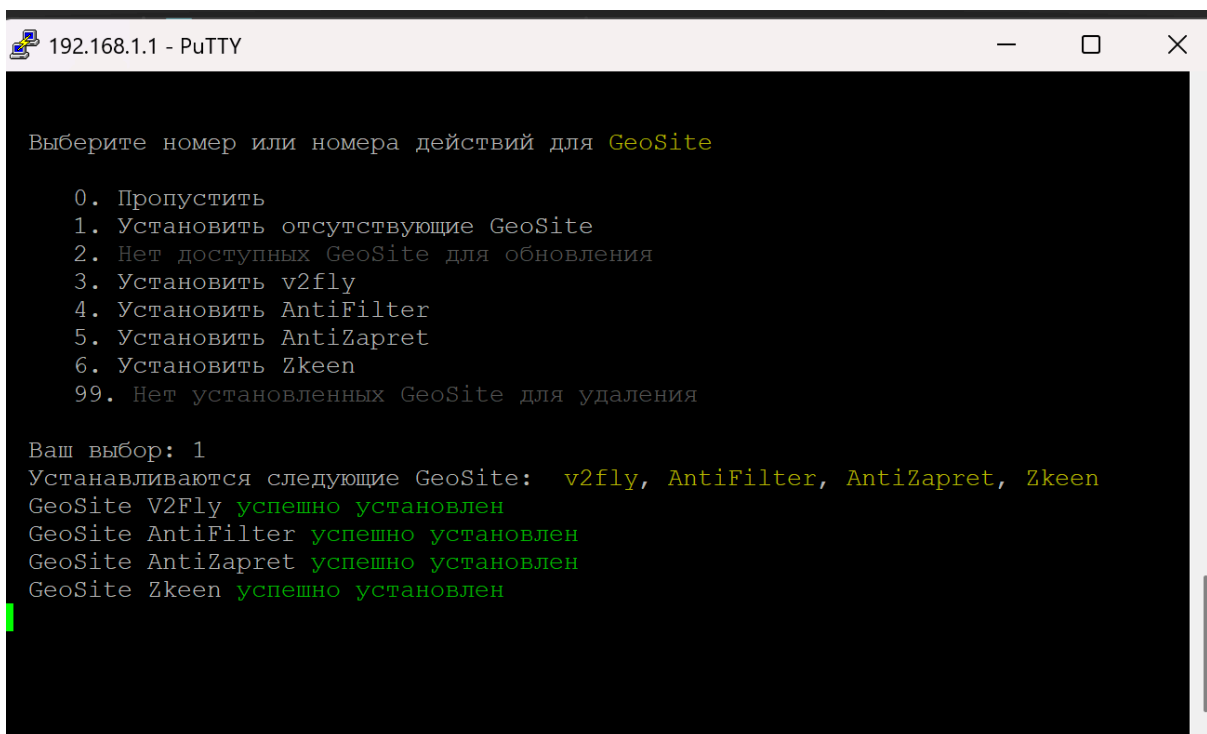 192.168.1.1 - PuTTY
Выберите номер или номера действий для GeoSite
0. Пропустить
1. Установить отсутствующие GeoSite
2. Нет доступных GeoSite для обновления
3. Установить v2fly
4. Установить AntiFilter
5. Установить AntiZapret
6. Установить Zkeen
99. Нет установленных GeoSite для удаления
Ваш выбор: 1
Устанавливаются следующие GeoSite:  v2fly, AntiFilter, AntiZapret, Zkeen
GeoSite V2Fly успешно установлен
GeoSite AntiFilter успешно установлен
GeoSite AntiZapret успешно установлен
GeoSite Zkeen успешно установлен